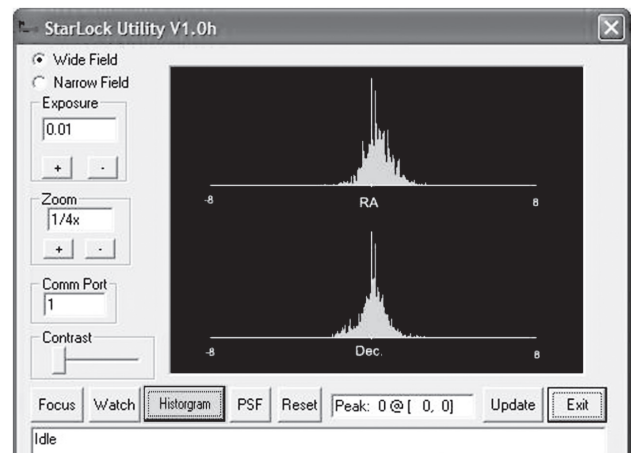 StarLock Utility V1.0h
Wide Field
Narrow Field
Exposure
0.01
+ -
Zoom
1/4x
+ -
Comm Port
1
Contrast
-8 RA 8
-8 Dec. 8
Focus Watch Historgram PSF Reset Peak: 0 @ [ 0, 0] Update Exit
Idle